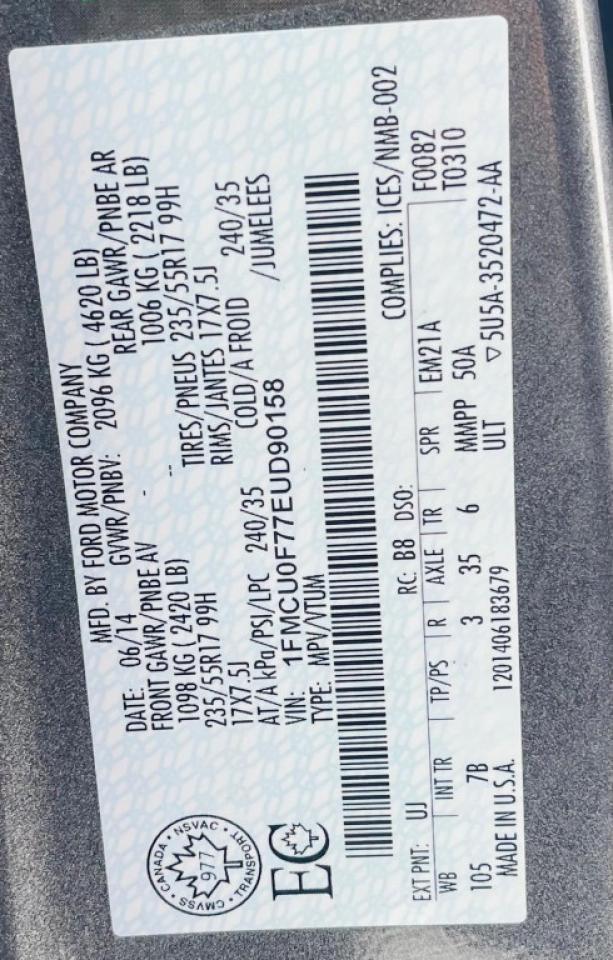 MFD. BY FORD MOTOR COMPANY
DATE: 06/14 GVWR/PNBV: 2096 KG ( 4620 LB)
FRONT GAWR/PNBE AV - REAR GAWR/PNBE AR
1098 KG ( 2420 LB) -- 1006 KG ( 2218 LB)
235/55R17 99H TIRES/PNEUS 235/55R17 99H
17X7.5J RIMS/JANTES 17X7.5J
AT/A kPa/PSI/LPC 240/35 COLD/A FROID 240/35
VIN: 1FMCU0F77EUD90158 /JUMELEES
TYPE: MPV/VTUM
CANADA • NSVAC • TRANSPORT • CMVSS •
977
T
EC
COMPLIES: ICES/NMB-002
EXT PNT: UJ RC: B8 DSO: F0082
WB INT TR TP/PS R AXLE TR SPR EM21A T0310
105 7B 3 35 6 MMPP 50A
MADE IN U.S.A. 1201406183679 ULT ▽5U5A-3520472-AA